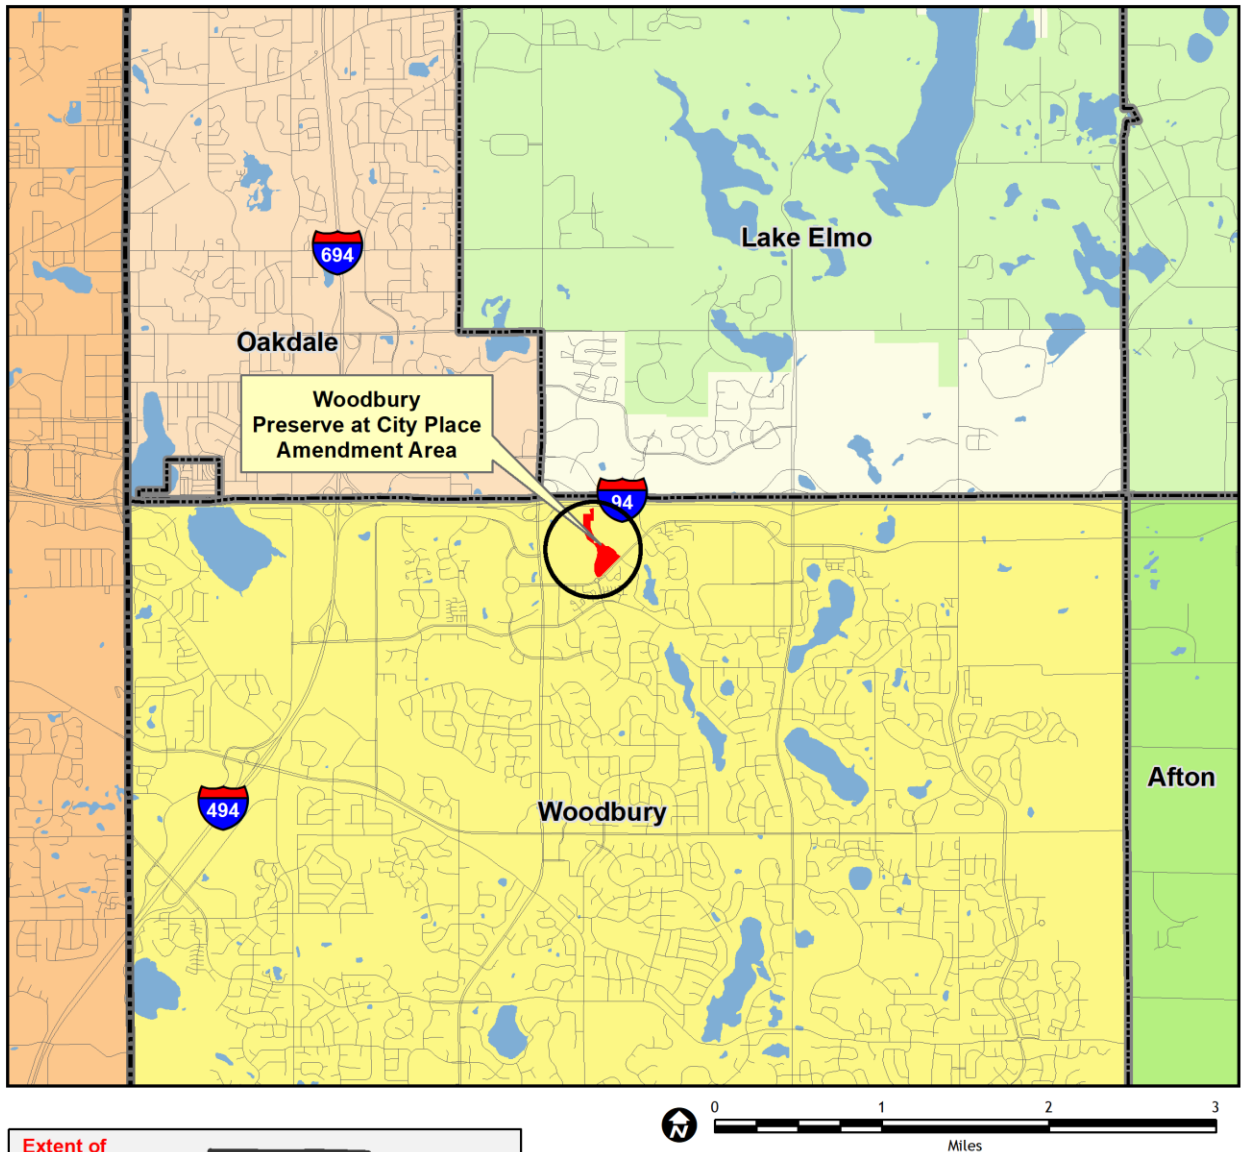 694
Lake Elmo
Oakdale
Woodbury
Preserve at City Place
Amendment Area
94
Afton
494
Woodbury
N
0 1 2 3
Miles
Extent of